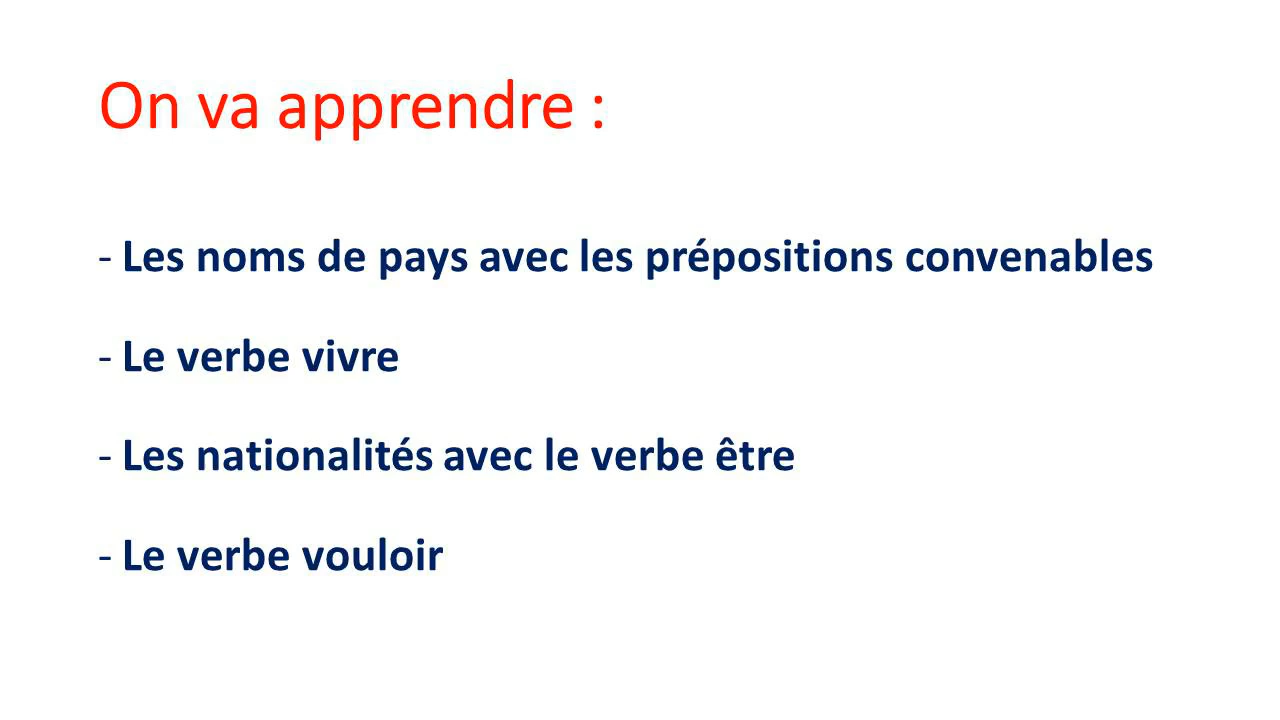 On va apprendre :
- Les noms de pays avec les prépositions convenables
- Le verbe vivre
- Les nationalités avec le verbe être
- Le verbe vouloir